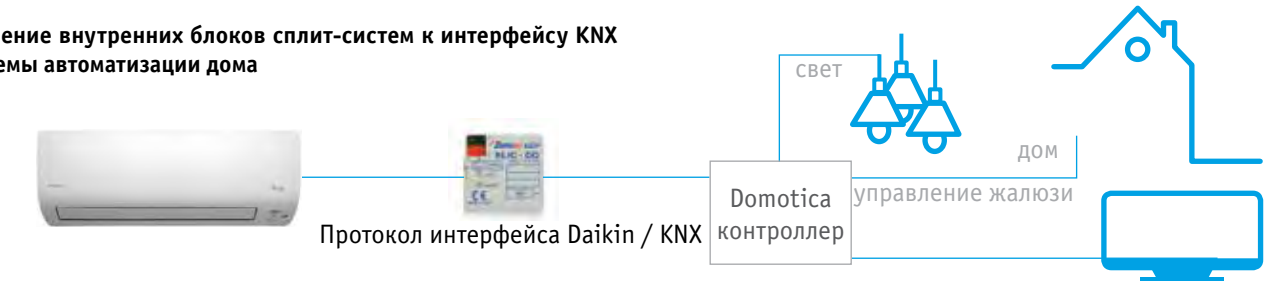 ение внутренних блоков сплит-систем к интерфейсу KNX
емы автоматизации дома
свет
дом
управление жалюзи
Domotica
контроллер
Протокол интерфейса Daikin / KNX